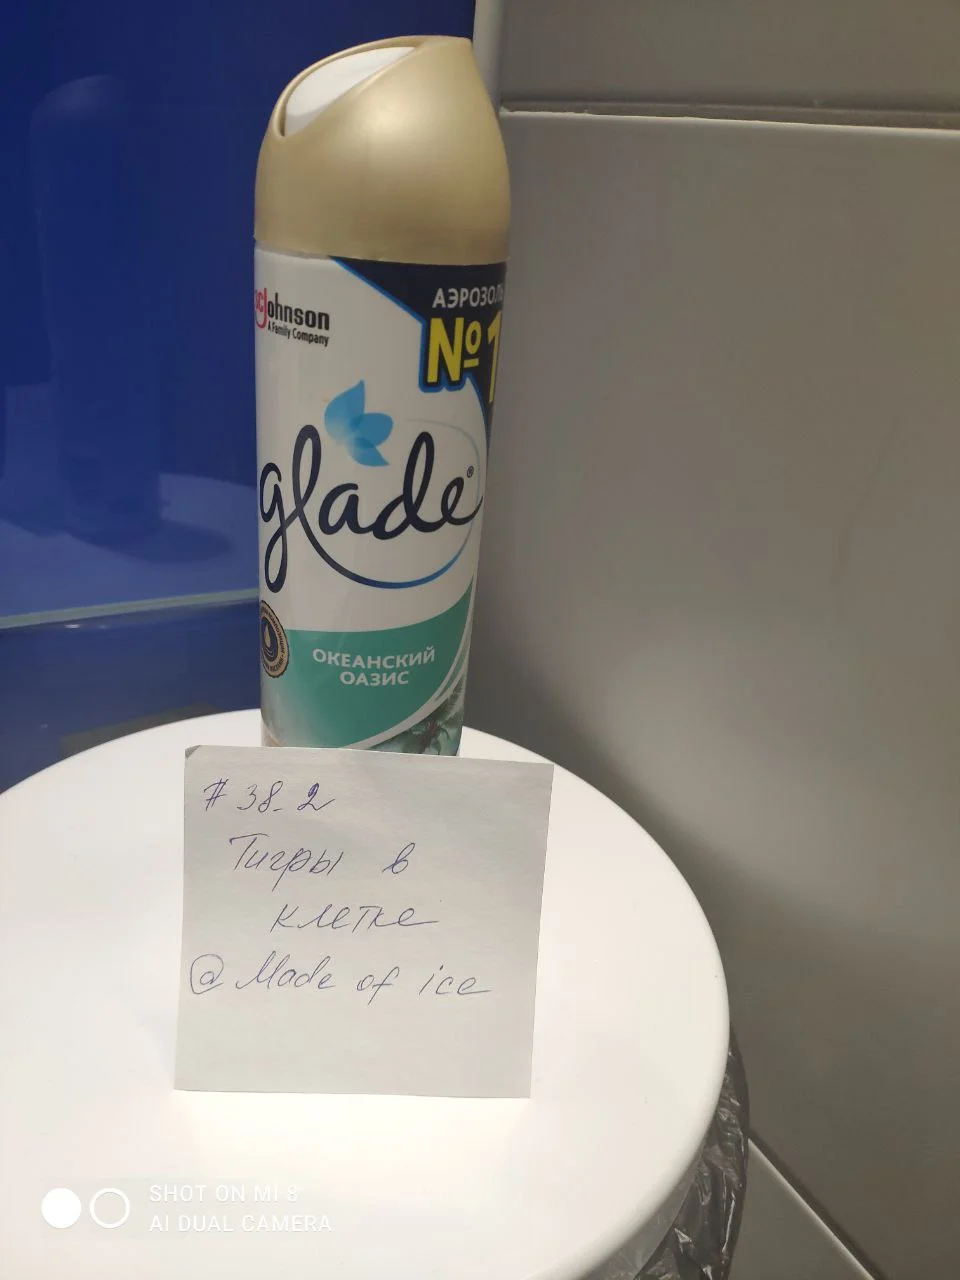 АЭРОЗОЛЬ
№1
SCJohnson
A Family Company
glade®
ОКЕАНСКИЙ
ОАЗИС
# 38_2
Тигры в
клетке
@ Made of ice
SHOT ON MI 8
AI DUAL CAMERA